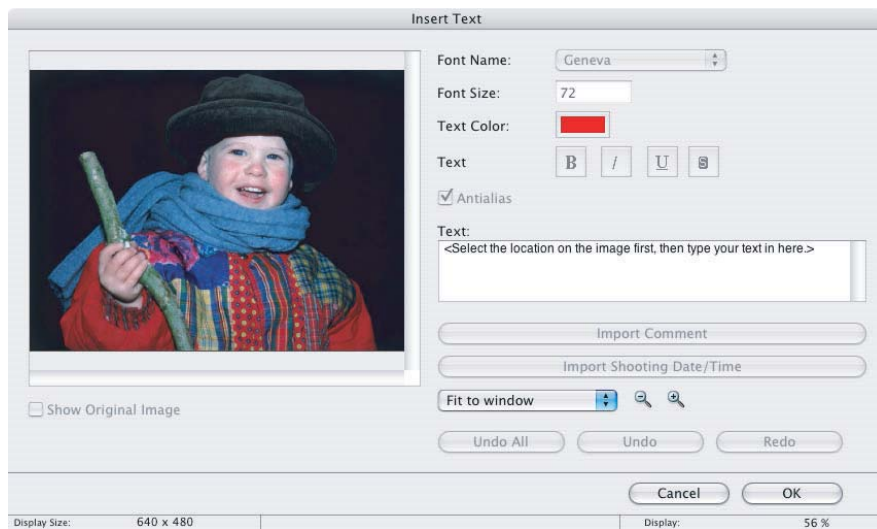 Insert Text
Font Name: Geneva
Font Size: 72
Text Color:
Text B I U S
Antialias
Text:
<Select the location on the image first, then type your text in here.>
Import Comment
Import Shooting Date/Time
Show Original Image
Fit to window
Undo All Undo Redo
Cancel OK
Display Size: 640 x 480 Display: 56 %